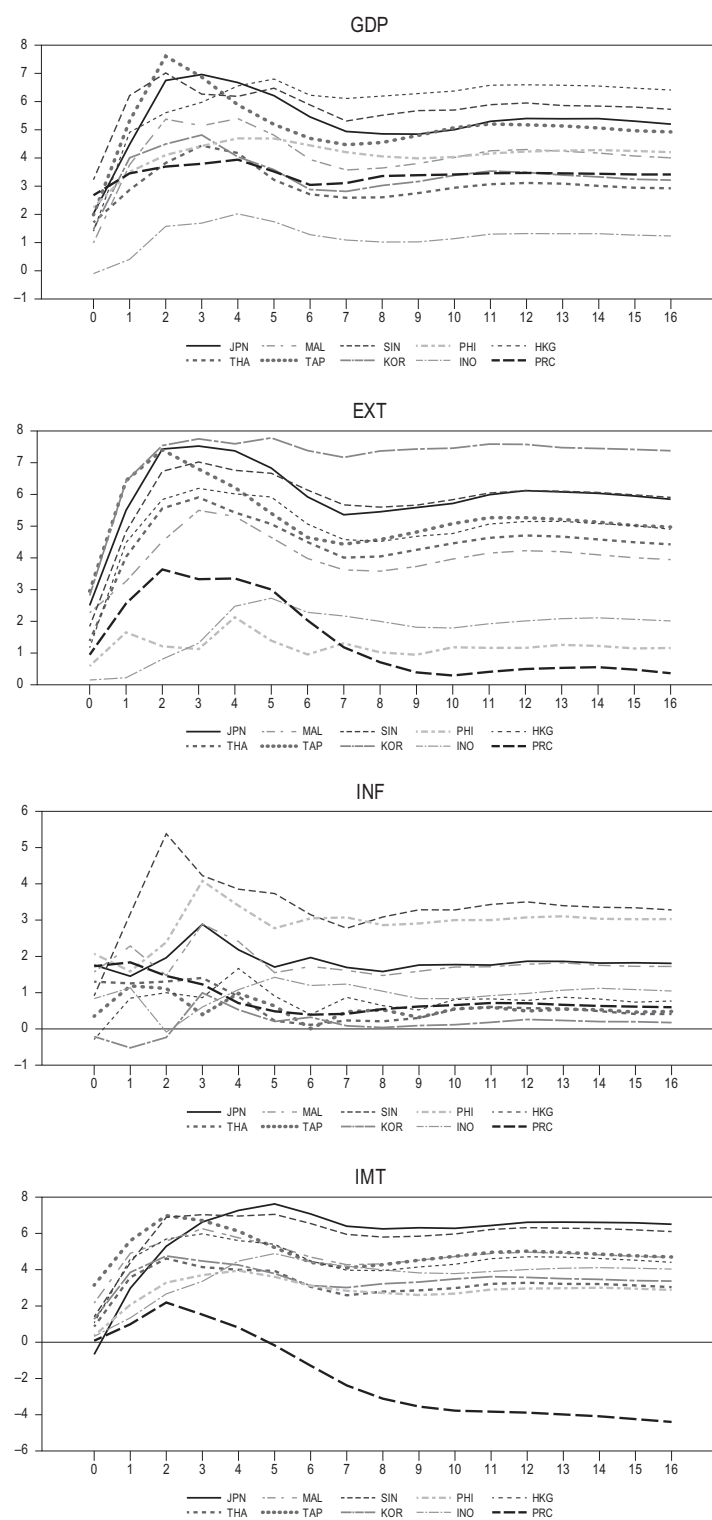 GDP
8
7
6
5
4
3
2
1
0
–1
0 1 2 3 4 5 6 7 8 9 10 11 12 13 14 15 16
JPN MAL SIN PHI HKG
THA TAP KOR INO PRC
EXT
8
7
6
5
4
3
2
1
0
0 1 2 3 4 5 6 7 8 9 10 11 12 13 14 15 16
JPN MAL SIN PHI HKG
THA TAP KOR INO PRC
INF
6
5
4
3
2
1
0
–1
0 1 2 3 4 5 6 7 8 9 10 11 12 13 14 15 16
JPN MAL SIN PHI HKG
THA TAP KOR INO PRC
IMT
8
6
4
2
0
–2
–4
–6
0 1 2 3 4 5 6 7 8 9 10 11 12 13 14 15 16
JPN MAL SIN PHI HKG
THA TAP KOR INO PRC